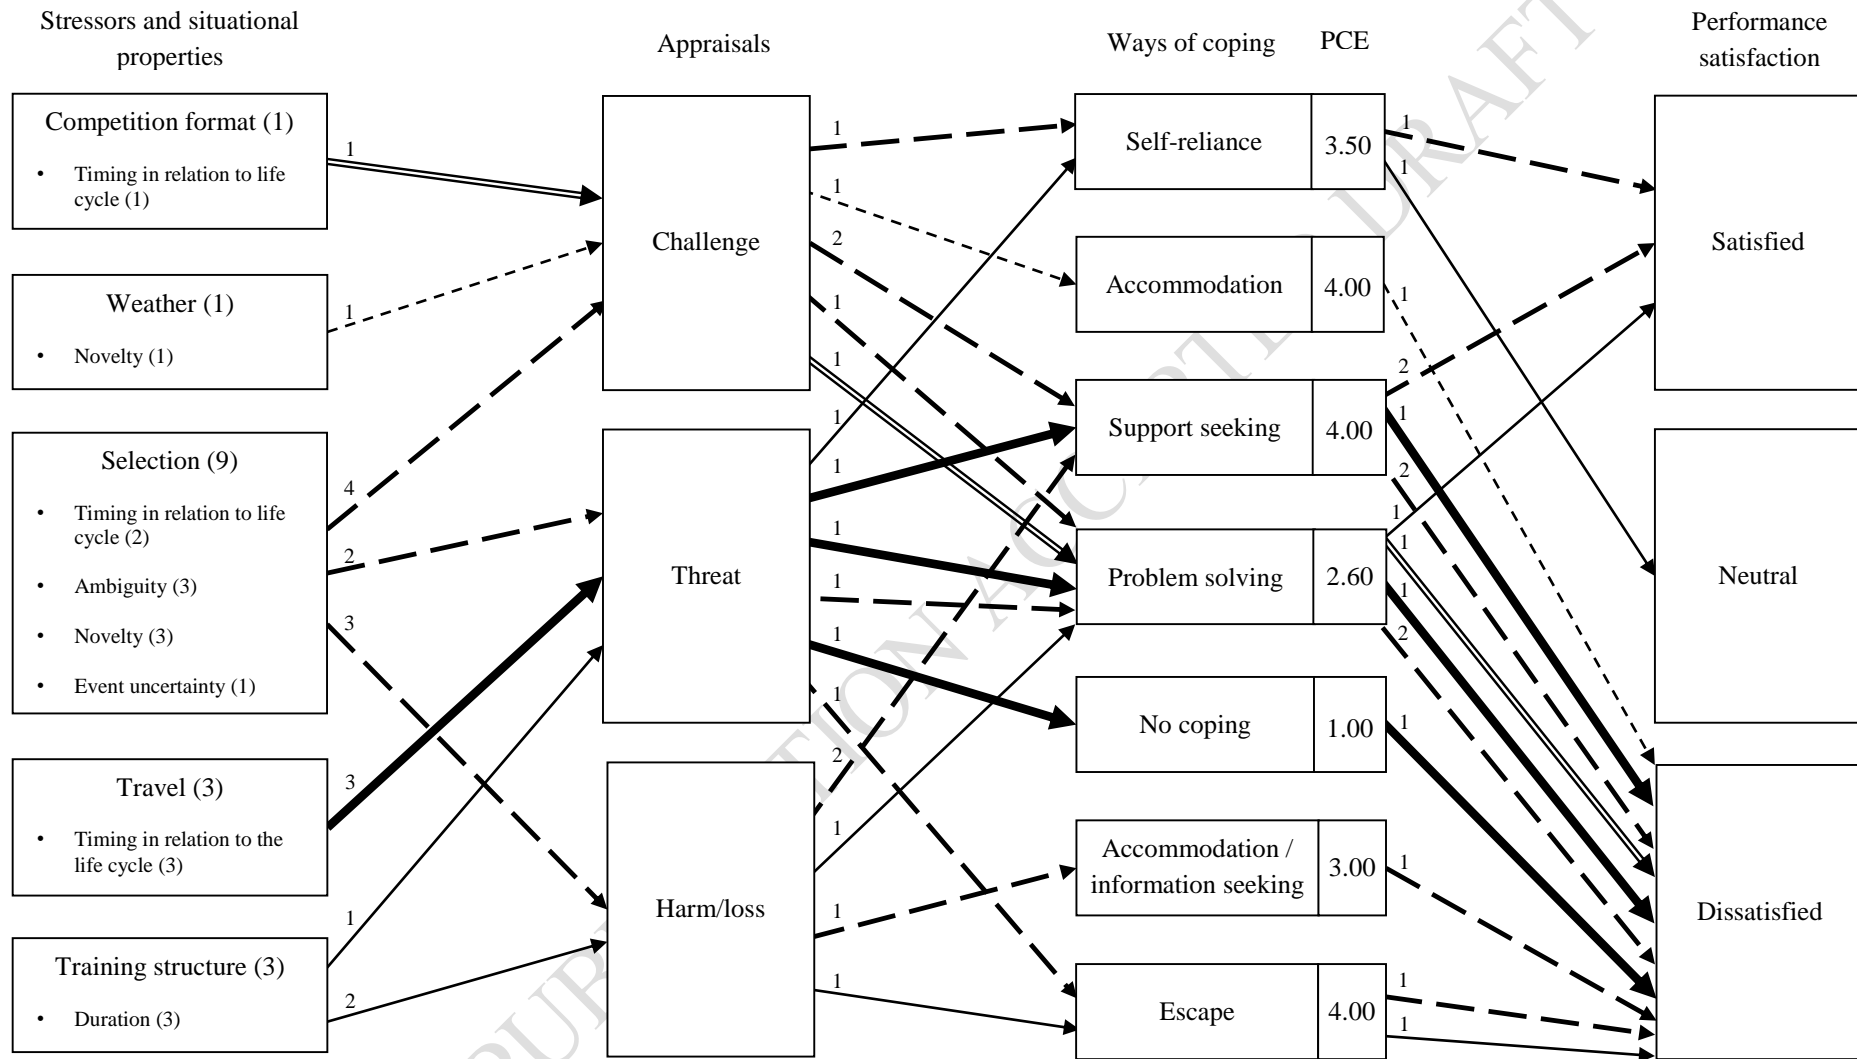 Stressors and situational
properties
Appraisals
Ways of coping
PCE
Performance
satisfaction
Competition format (1)
• Timing in relation to life
cycle (1)
Weather (1)
• Novelty (1)
Selection (9)
• Timing in relation to life
cycle (2)
• Ambiguity (3)
• Novelty (3)
• Event uncertainty (1)
Travel (3)
• Timing in relation to the
life cycle (3)
Training structure (3)
• Duration (3)
1
1
4
2
3
3
1
2
Challenge
Threat
Harm/loss
1
1
2
1
1
1
1
1
1
1
1
2
1
1
1
Self-reliance
3.50
Accommodation
4.00
Support seeking
4.00
Problem solving
2.60
No coping
1.00
Accommodation /
information seeking
3.00
Escape
4.00
1
1
1
2
1
2
1
1
1
2
1
1
1
1
Satisfied
Neutral
Dissatisfied